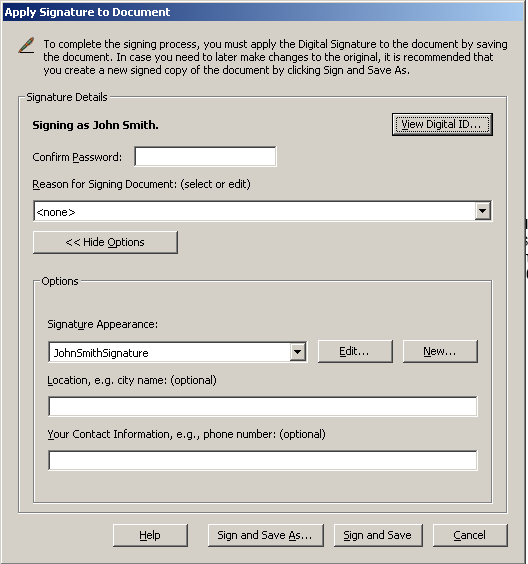 Apply Signature to Document
To complete the signing process, you must apply the Digital Signature to the document by saving
the document. In case you need to later make changes to the original, it is recommended that
you create a new signed copy of the document by clicking Sign and Save As.
Signature Details
Signing as John Smith.
View Digital ID...
Confirm Password:
Reason for Signing Document: (select or edit)
<none>
<< Hide Options
Options
Signature Appearance:
JohnSmithSignature
Edit...
New...
Location, e.g. city name: (optional)
Your Contact Information, e.g., phone number: (optional)
Help
Sign and Save As...
Sign and Save
Cancel